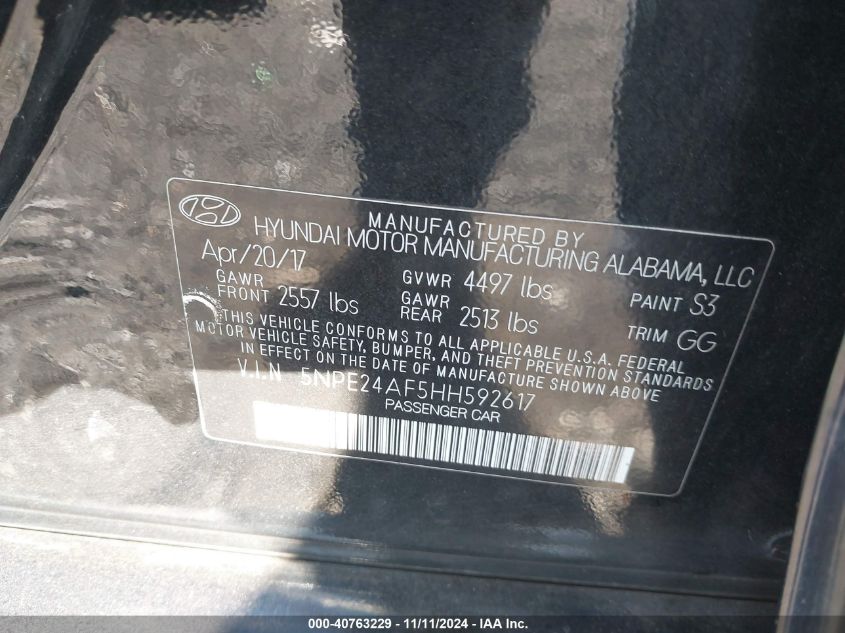 MANUFACTURED BY
HYUNDAI MOTOR MANUFACTURING ALABAMA, LLC
Apr/20/17
GVWR 4497 lbs
PAINT S3
GAWR FRONT 2557 lbs
GAWR REAR 2513 lbs
TRIM GG
THIS VEHICLE CONFORMS TO ALL APPLICABLE U.S.A. FEDERAL
MOTOR VEHICLE SAFETY, BUMPER, AND THEFT PREVENTION STANDARDS
IN EFFECT ON THE DATE OF MANUFACTURE SHOWN ABOVE
V.I.N 5NPE24AF5HH592617
PASSENGER CAR
000-40763229 - 11/11/2024 - IAA Inc.